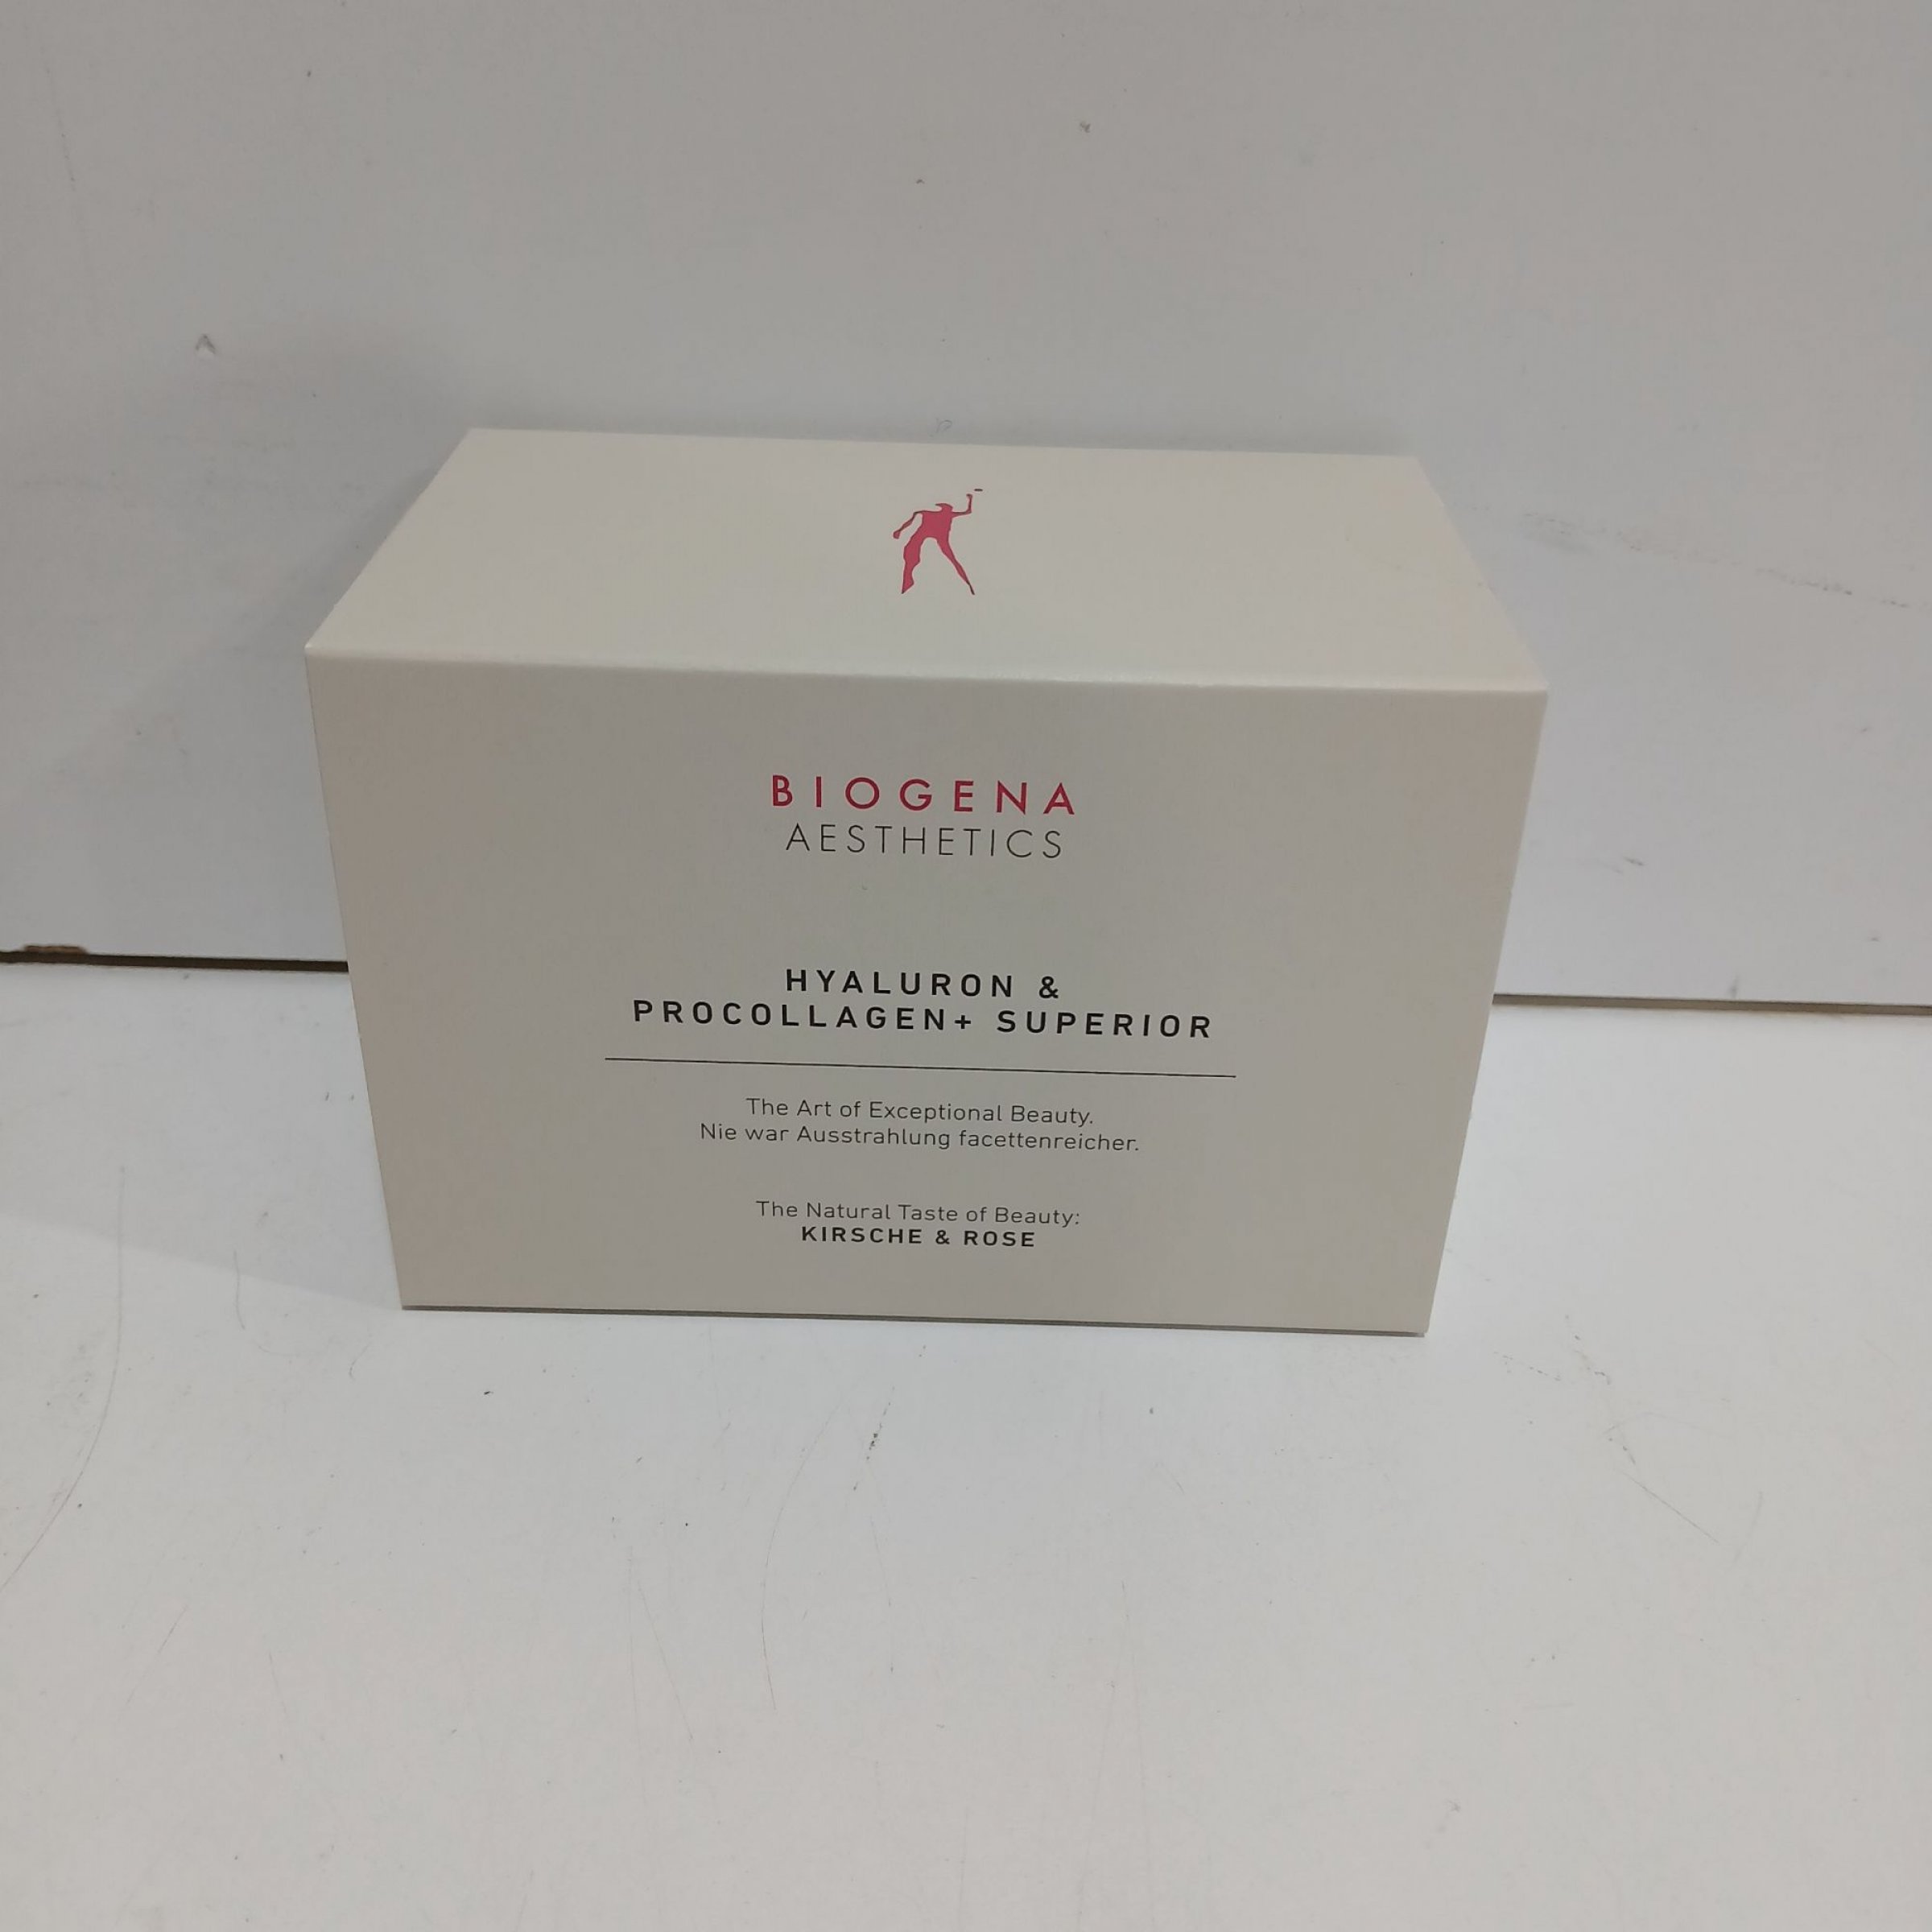 BIOGENA
AESTHETICS
HYALURON &
PROCOLLAGEN+ SUPERIOR
The Art of Exceptional Beauty.
Nie war Ausstrahlung facettenreicher.
The Natural Taste of Beauty:
KIRSCHE & ROSE